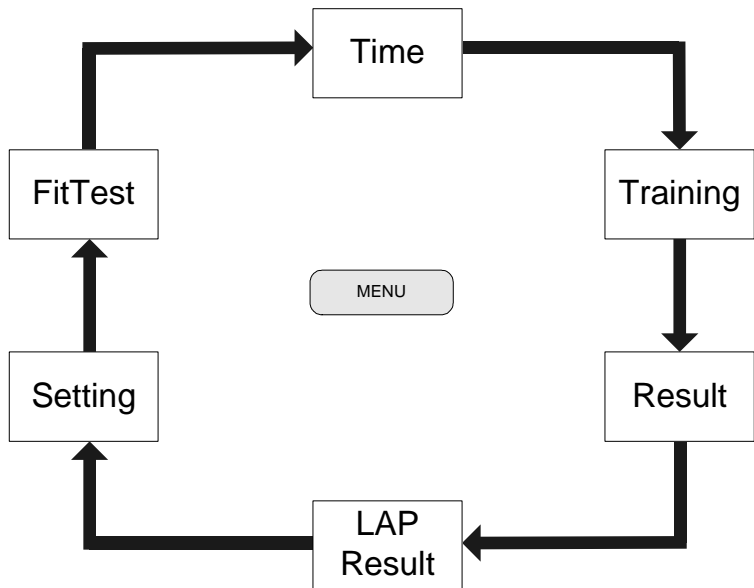 Time
FitTest
Training
MENU
Setting
Result
LAP
Result